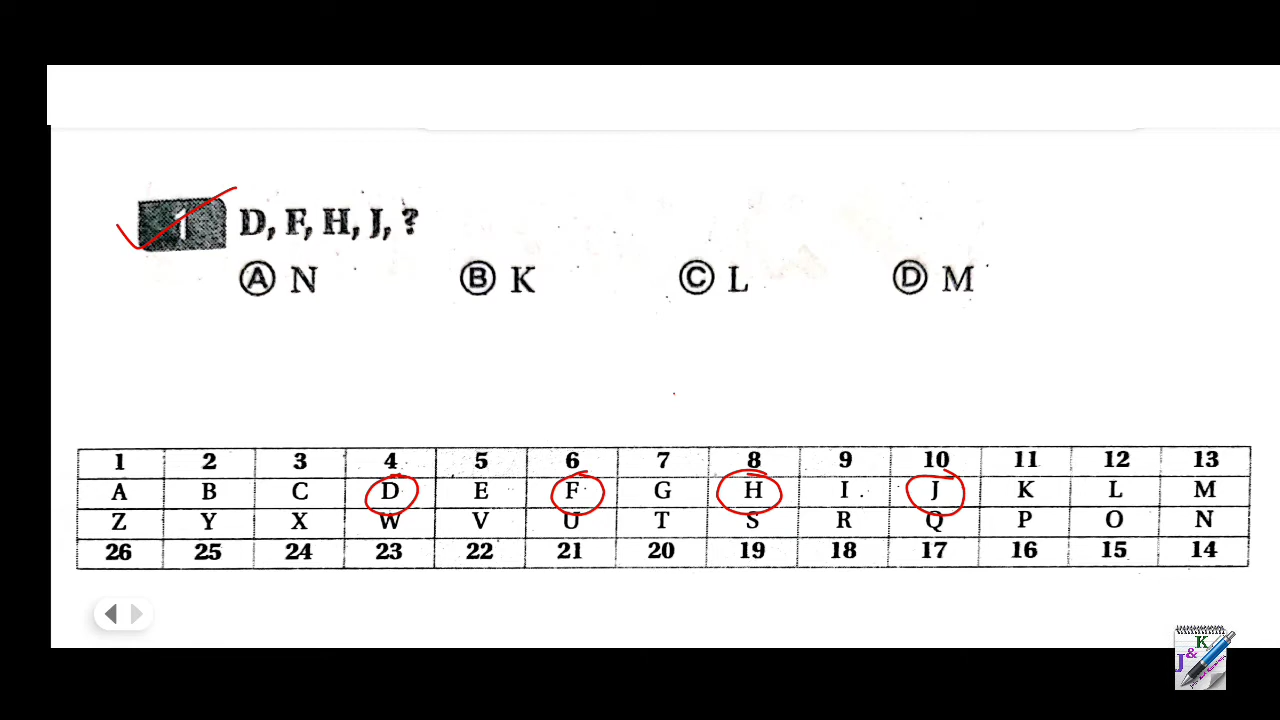 1 D, F, H, J, ?
Ⓐ N Ⓑ K Ⓒ L Ⓓ M
1 2 3 4 5 6 7 8 9 10 11 12 13
A B C D E F G H I J K L M
Z Y X W V U T S R Q P O N
26 25 24 23 22 21 20 19 18 17 16 15 14
J & K